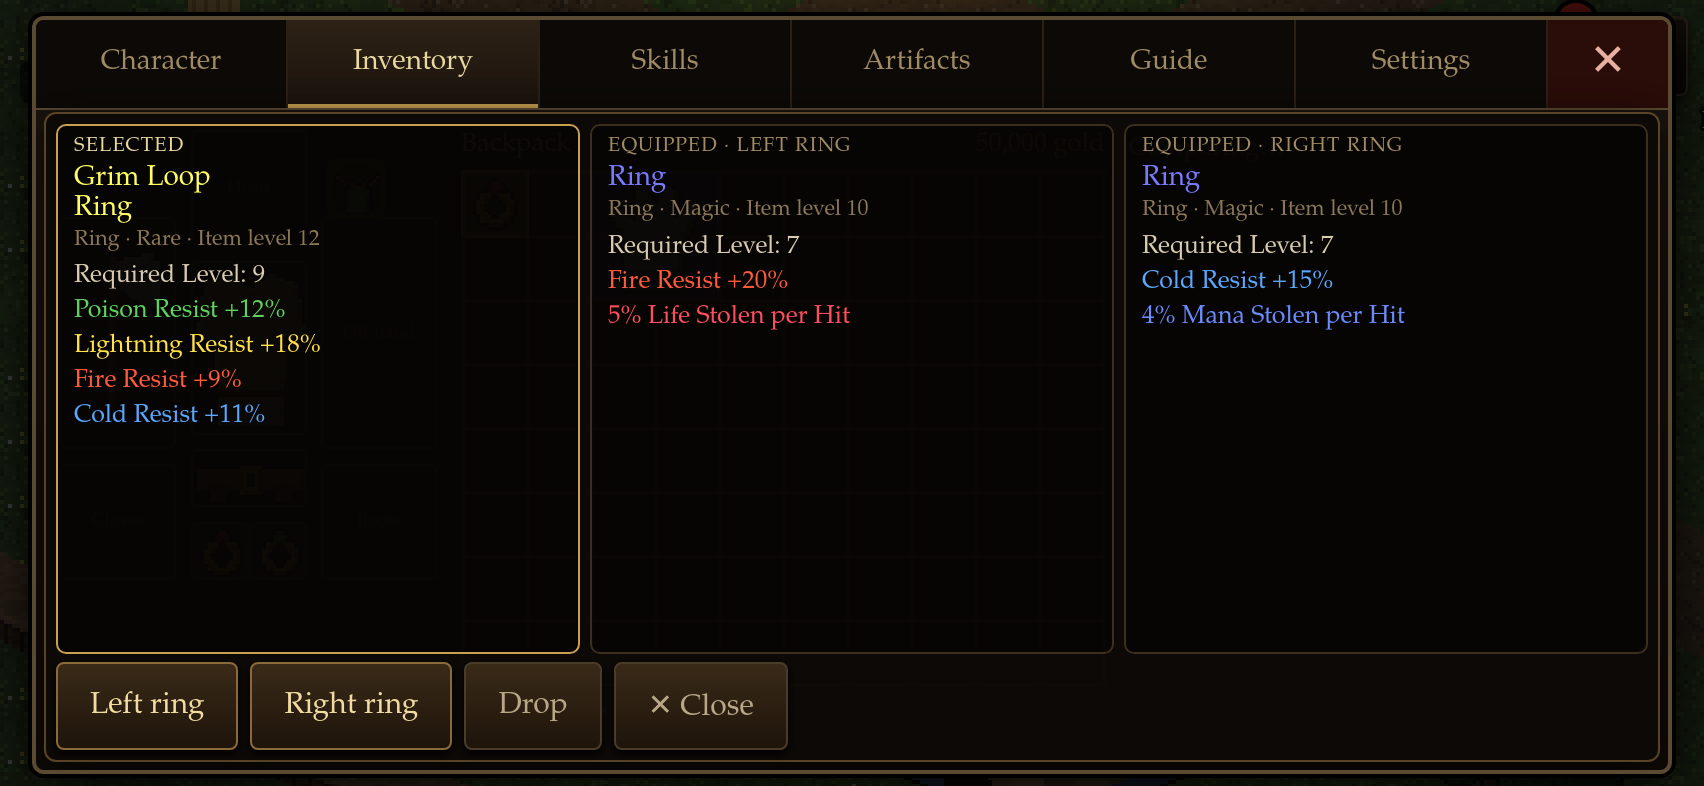 Character
Inventory
Skills
Artifacts
Guide
Settings
✕
SELECTED
Grim Loop
Ring
Ring · Rare · Item level 12
Required Level: 9
Poison Resist +12%
Lightning Resist +18%
Fire Resist +9%
Cold Resist +11%
Backpack
50,000 gold
EQUIPPED · LEFT RING
Ring
Ring · Magic · Item level 10
Required Level: 7
Fire Resist +20%
5% Life Stolen per Hit
EQUIPPED · RIGHT RING
Ring
Ring · Magic · Item level 10
Required Level: 7
Cold Resist +15%
4% Mana Stolen per Hit
Left ring
Right ring
Drop
✕ Close